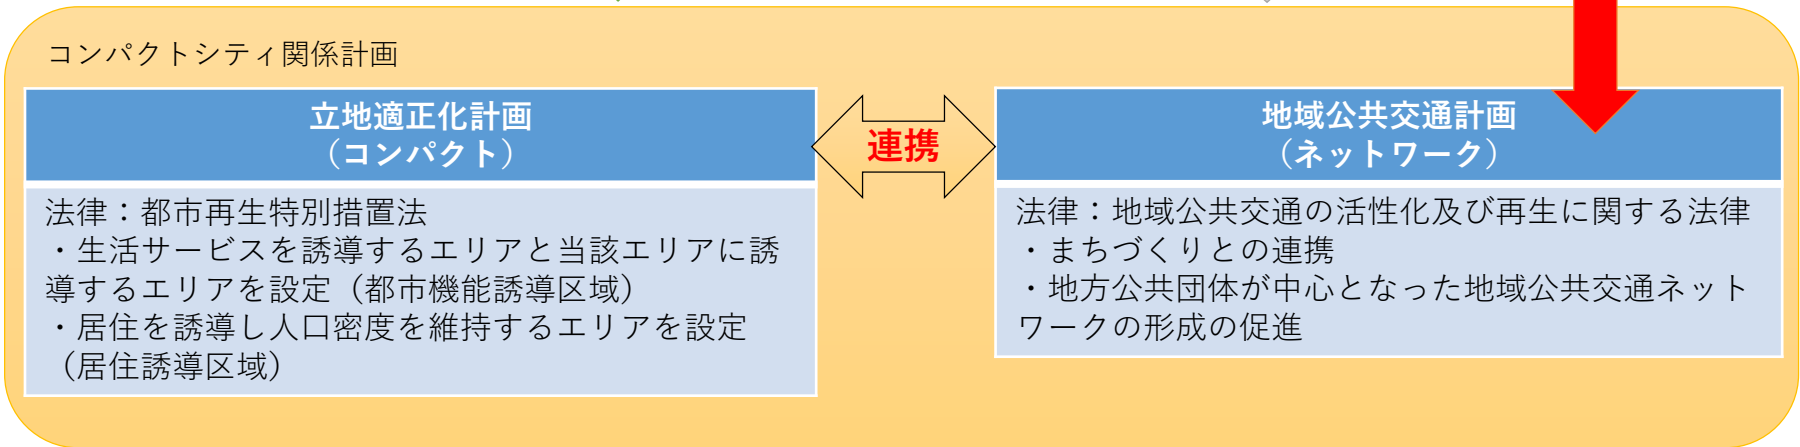 コンパクトシティ関係計画
立地適正化計画
（コンパクト）
法律：都市再生特別措置法
・生活サービスを誘導するエリアと当該エリアに誘
導するエリアを設定（都市機能誘導区域）
・居住を誘導し人口密度を維持するエリアを設定
（居住誘導区域）
連携
地域公共交通計画
（ネットワーク）
法律：地域公共交通の活性化及び再生に関する法律
・まちづくりとの連携
・地方公共団体が中心となった地域公共交通ネット
ワークの形成の促進